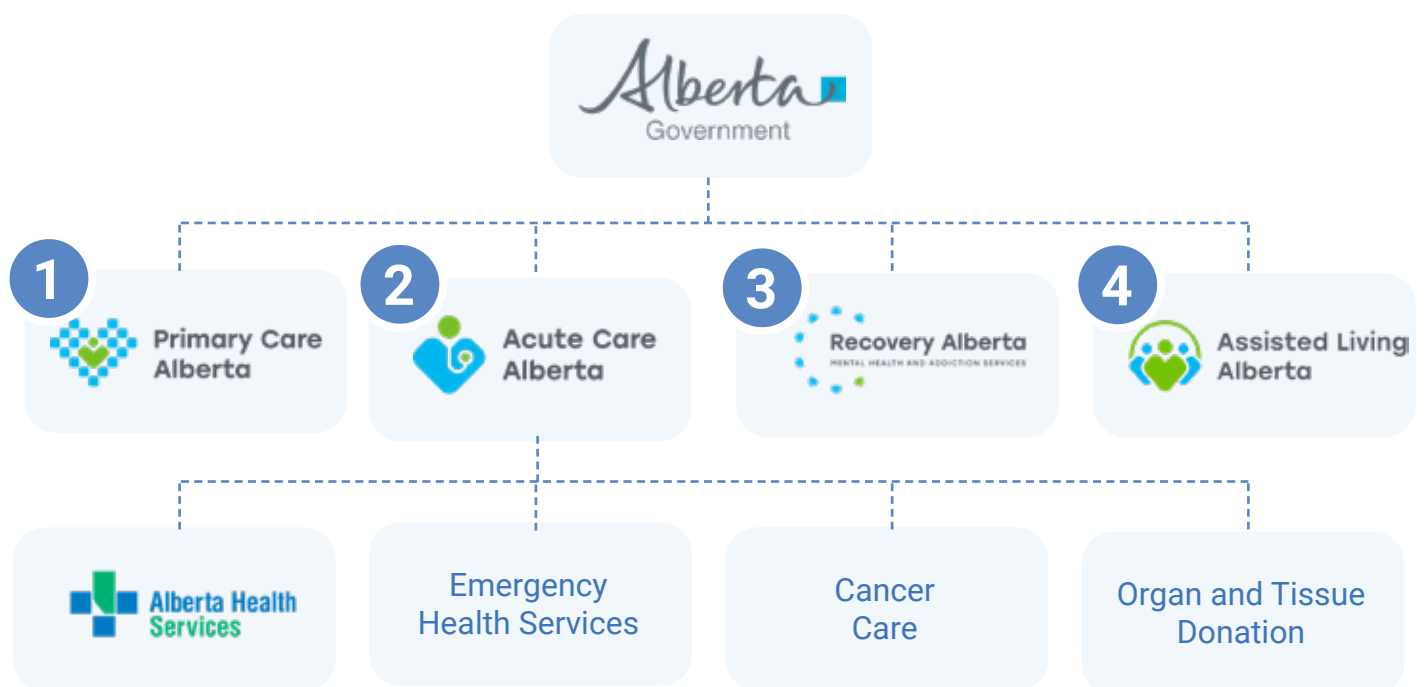 Alberta
Government
1
Primary Care
Alberta
2
Acute Care
Alberta
3
Recovery Alberta
MENTAL HEALTH AND ADDICTION SERVICES
4
Assisted Living
Alberta
Alberta Health
Services
Emergency
Health Services
Cancer
Care
Organ and Tissue
Donation